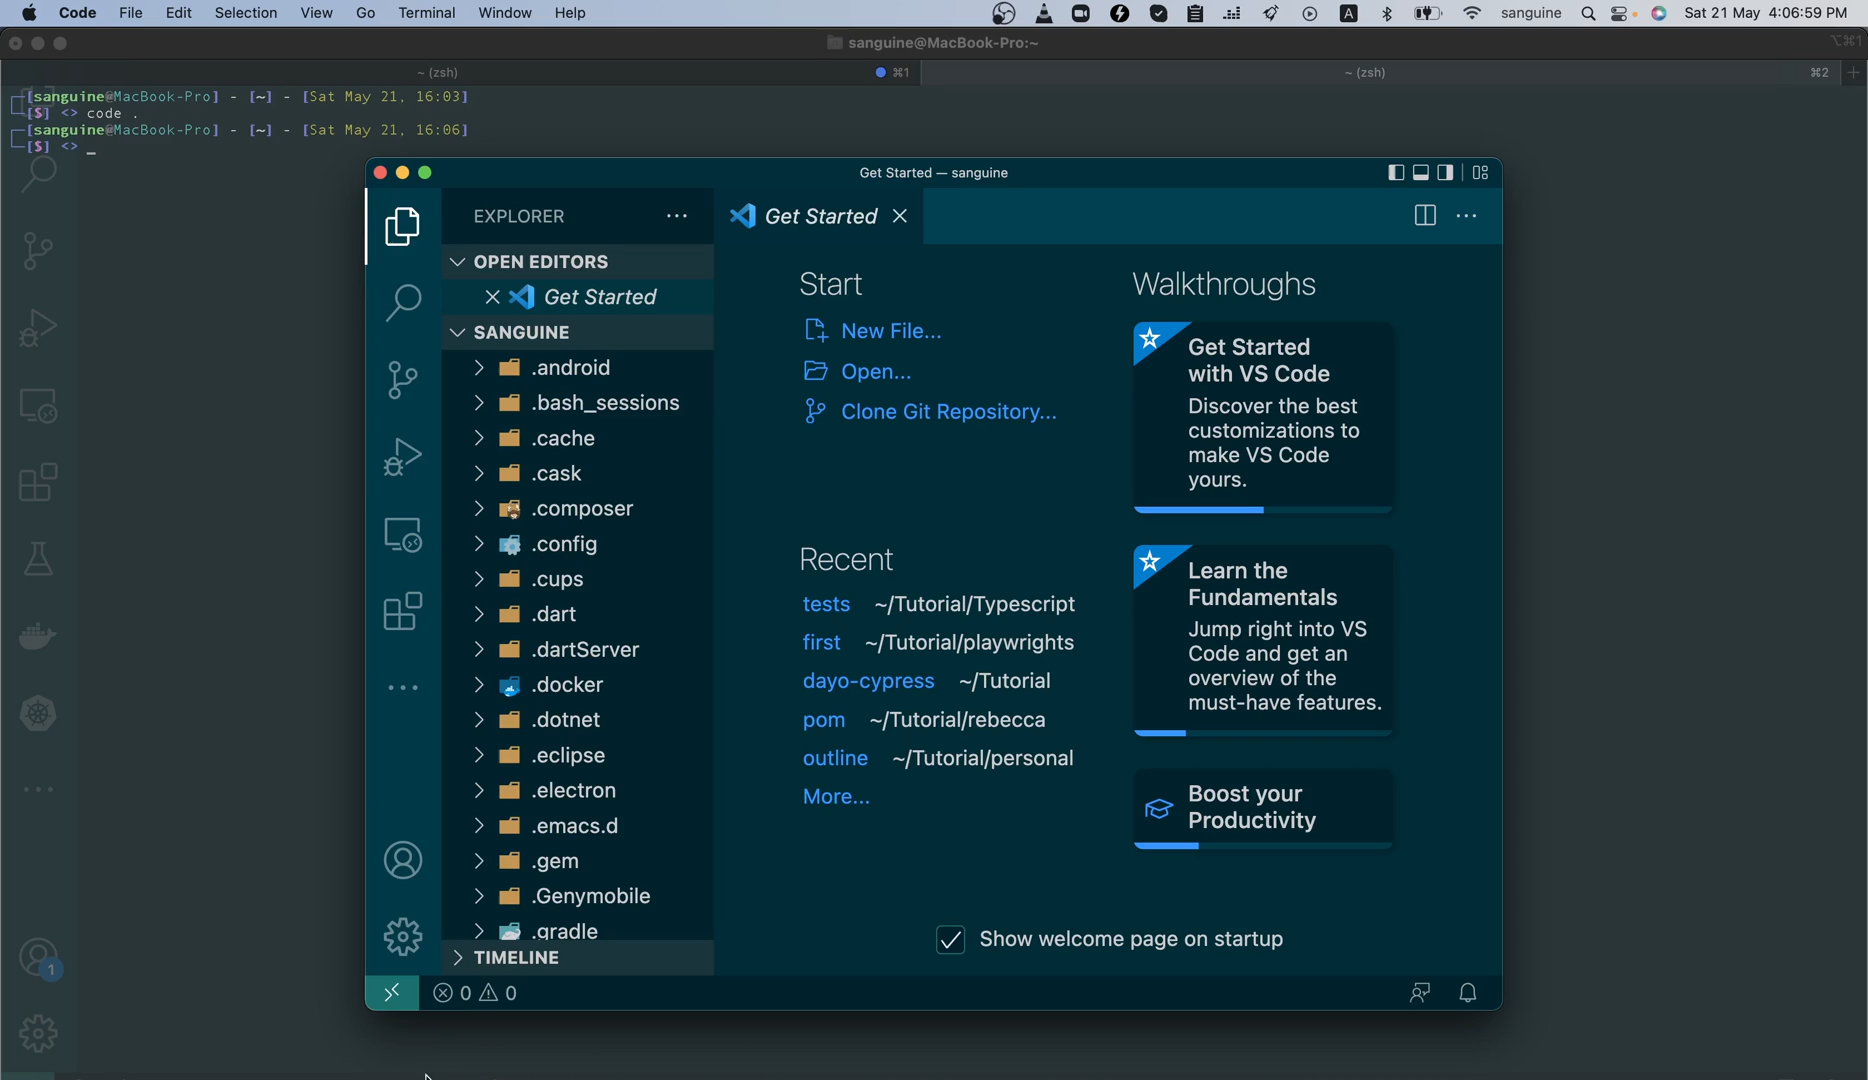 Code File Edit Selection View Go Terminal Window Help
A sanguine Sat 21 May 4:06:59 PM
sanguine@MacBook-Pro:~ ⌥⌘1
~ (zsh) ⌘1 ~ (zsh) ⌘2 +
[sanguine@MacBook-Pro] - [~] - [Sat May 21, 16:03]
[$] <> code .
[sanguine@MacBook-Pro] - [~] - [Sat May 21, 16:06]
[$] <> _
Get Started — sanguine
EXPLORER
OPEN EDITORS
Get Started
SANGUINE
.android
.bash_sessions
.cache
.cask
.composer
.config
.cups
.dart
.dartServer
.docker
.dotnet
.eclipse
.electron
.emacs.d
.gem
.Genymobile
.gradle
TIMELINE
Get Started
Start
New File...
Open...
Clone Git Repository...
Recent
tests ~/Tutorial/Typescript
first ~/Tutorial/playwrights
dayo-cypress ~/Tutorial
pom ~/Tutorial/rebecca
outline ~/Tutorial/personal
More...
Walkthroughs
Get Started
with VS Code
Discover the best
customizations to
make VS Code
yours.
Learn the
Fundamentals
Jump right into VS
Code and get an
overview of the
must-have features.
Boost your
Productivity
Show welcome page on startup
0 0
1